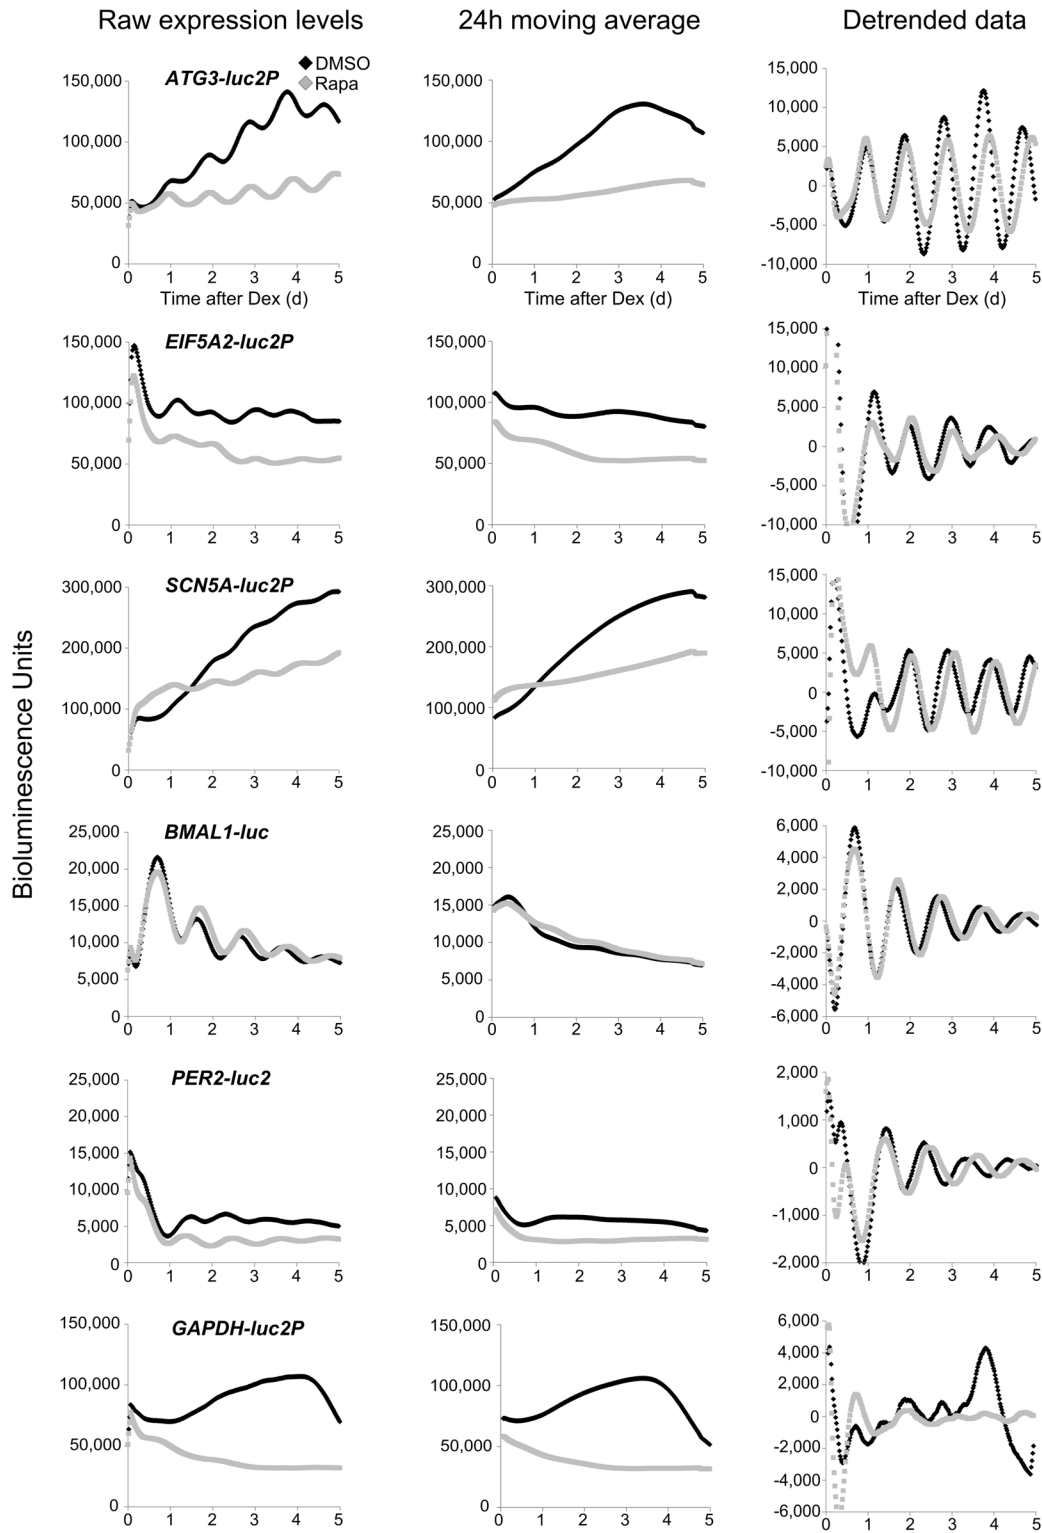 Raw expression levels
24h moving average
Detrended data
Bioluminescence Units
ATG3-luc2P
DMSO
Rapa
150,000
100,000
50,000
0
0 1 2 3 4 5
Time after Dex (d)
150,000
100,000
50,000
0
0 1 2 3 4 5
Time after Dex (d)
15,000
10,000
5,000
0
-5,000
-10,000
0 1 2 3 4 5
Time after Dex (d)
EIF5A2-luc2P
150,000
100,000
50,000
0
0 1 2 3 4 5
150,000
100,000
50,000
0
0 1 2 3 4 5
15,000
10,000
5,000
0
-5,000
-10,000
0 1 2 3 4 5
SCN5A-luc2P
300,000
200,000
100,000
0
0 1 2 3 4 5
300,000
200,000
100,000
0
0 1 2 3 4 5
15,000
10,000
5,000
0
-5,000
-10,000
0 1 2 3 4 5
BMAL1-luc
25,000
20,000
15,000
10,000
5,000
0
0 1 2 3 4 5
25,000
20,000
15,000
10,000
5,000
0
0 1 2 3 4 5
6,000
4,000
2,000
0
-2,000
-4,000
-6,000
0 1 2 3 4 5
PER2-luc2
25,000
20,000
15,000
10,000
5,000
0
0 1 2 3 4 5
25,000
20,000
15,000
10,000
5,000
0
0 1 2 3 4 5
2,000
1,000
0
-1,000
-2,000
0 1 2 3 4 5
GAPDH-luc2P
150,000
100,000
50,000
0
0 1 2 3 4 5
150,000
100,000
50,000
0
0 1 2 3 4 5
6,000
4,000
2,000
0
-2,000
-4,000
-6,000
0 1 2 3 4 5